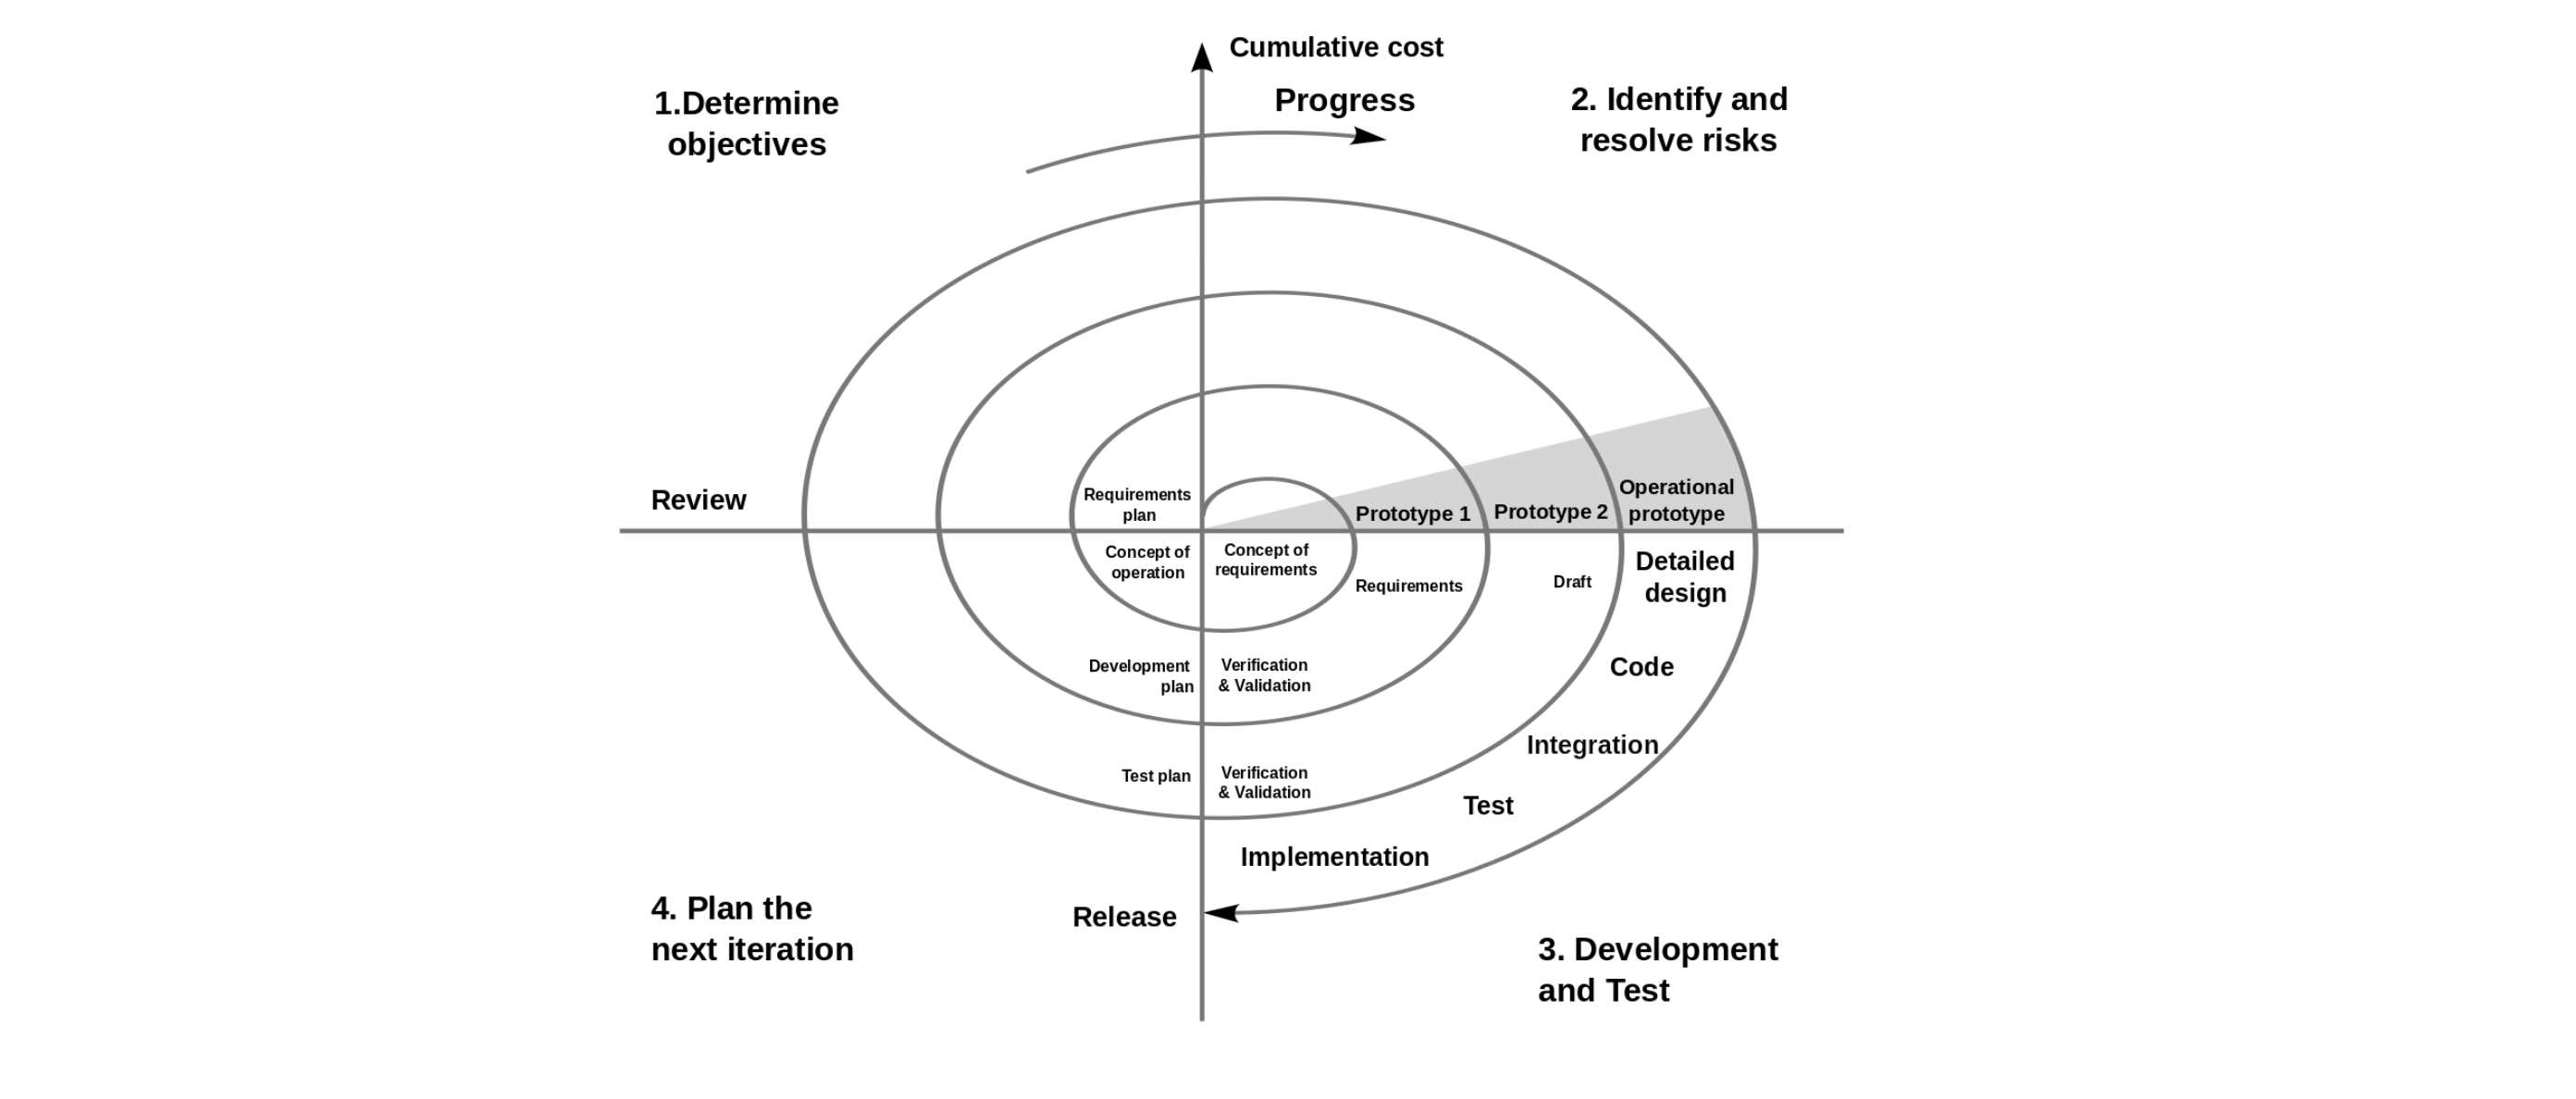 Cumulative cost
Progress
1.Determine
objectives
2. Identify and
resolve risks
Review
Requirements
plan
Prototype 1
Prototype 2
Operational
prototype
Concept of
operation
Concept of
requirements
Requirements
Draft
Detailed
design
Development
plan
Verification
& Validation
Code
Integration
Test plan
Verification
& Validation
Test
Implementation
Release
4. Plan the
next iteration
3. Development
and Test